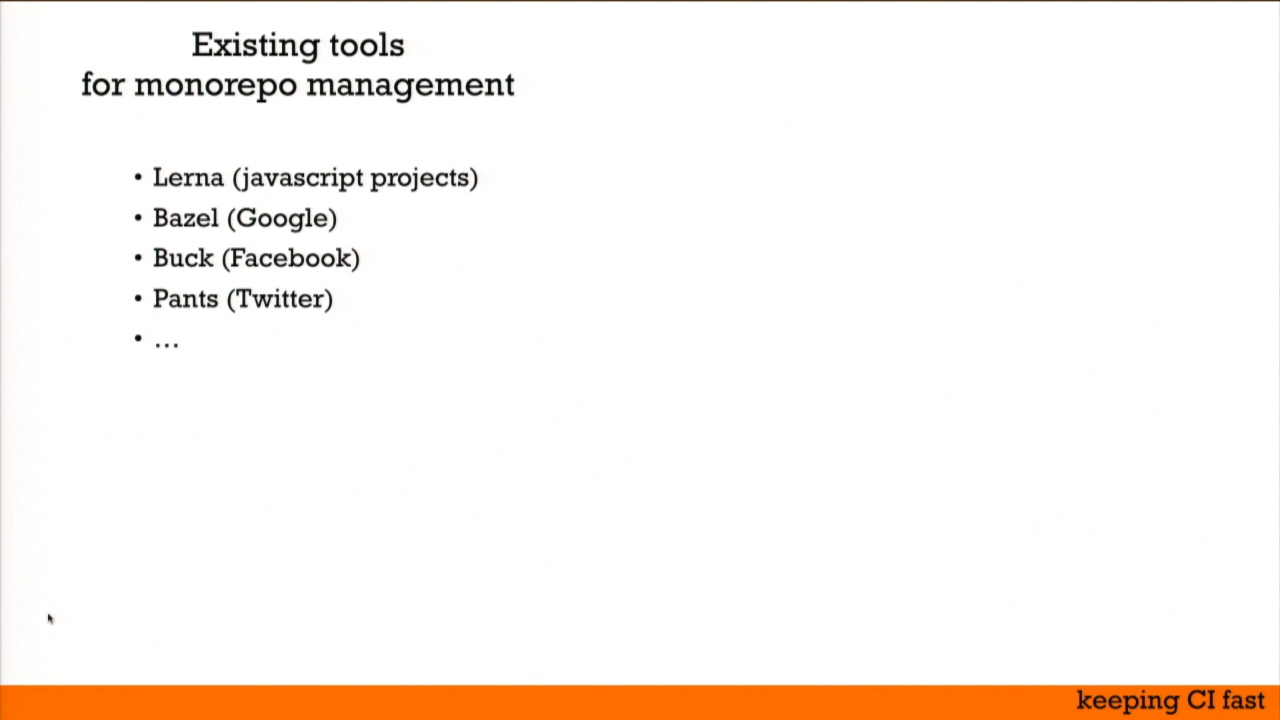 Existing tools
for monorepo management
• Lerna (javascript projects)
• Bazel (Google)
• Buck (Facebook)
• Pants (Twitter)
• ...
keeping CI fast